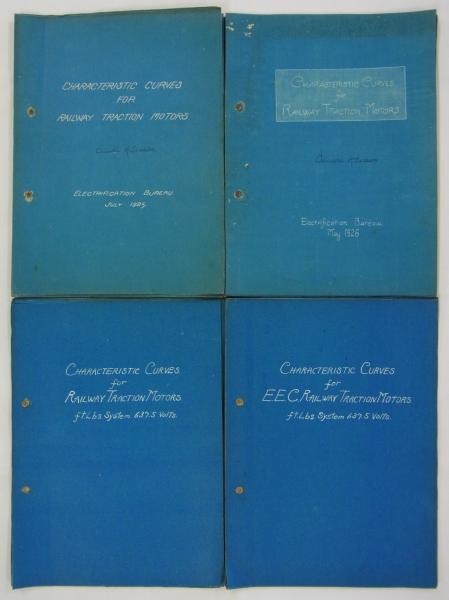 CHARACTERISTIC CURVES
FOR
RAILWAY TRACTION MOTORS
ELECTRIFICATION BUREAU
JULY 1925.
CHARACTERISTIC CURVES
for
RAILWAY TRACTION MOTORS
Electrification Bureau
May 1926
CHARACTERISTIC CURVES
for
RAILWAY TRACTION MOTORS
ft. Lbs. System 637.5 Volts.
CHARACTERISTIC CURVES
for
E.E.C. RAILWAY TRACTION MOTORS
ft. Lbs. System 637.5 Volts.